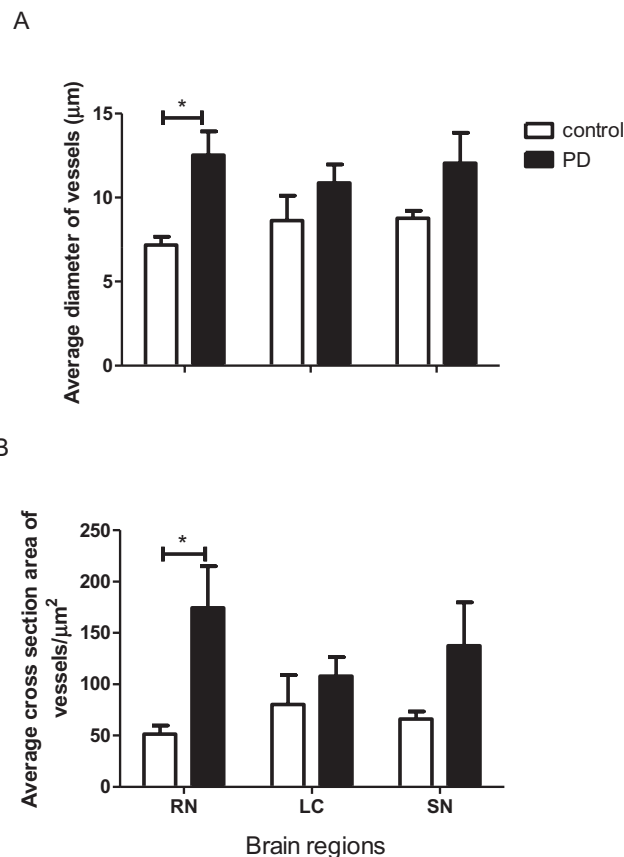 A
Average diameter of vessels (μm)
15
10
5
0
*
control
PD
B
Average cross section area of
vessels/μm²
250
200
150
100
50
0
*
RN LC SN
Brain regions